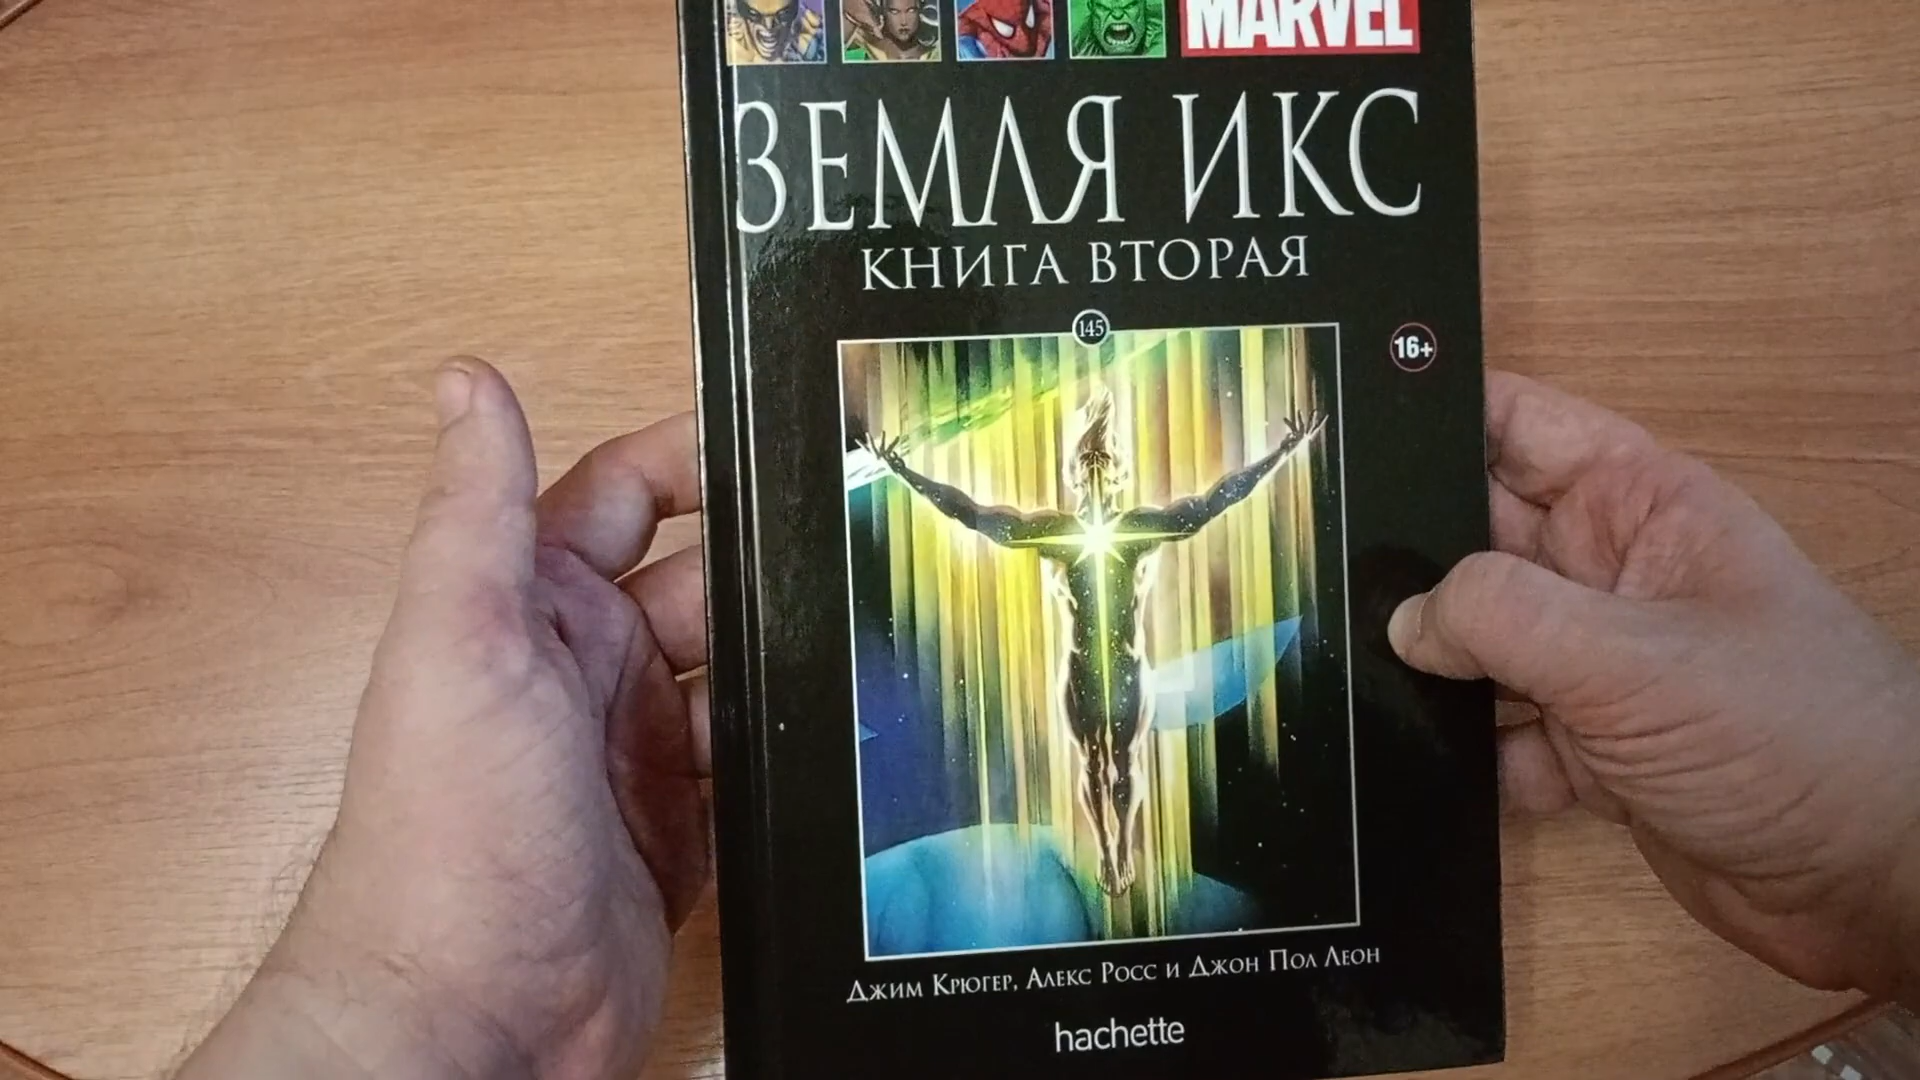 MARVEL
ЗЕМЛЯ ИКС
КНИГА ВТОРАЯ
145
16+
Джим Крюгер, Алекс Росс и Джон Пол Леон
hachette